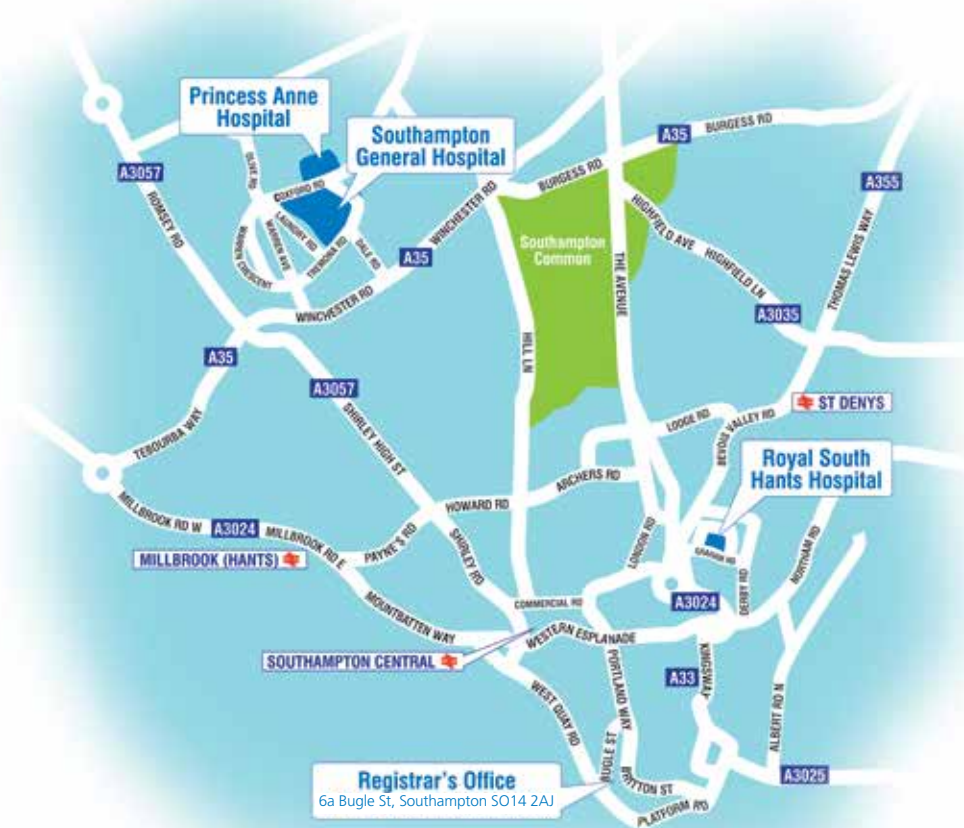 Princess Anne
Hospital
Southampton
General Hospital
A35
BURGESS RD
A3057
OLIVE RD
COXFORD RD
BURGESS RD
A355
ROMSEY RD
LAUNDRY RD
WARREN AVE
WARREN CRESCENT
TREMONA RD
DALE RD
A35
WINCHESTER RD
Southampton
Common
HIGHFIELD AVE
HIGHFIELD LN
THE AVENUE
THOMAS LEWIS WAY
A3035
WINCHESTER RD
HILL LN
A35
A3057
TEBOURBA WAY
SHIRLEY HIGH ST
ST DENYS
LODGE RD
BEVOIS VALLEY RD
Royal South
Hants Hospital
ARCHERS RD
HOWARD RD
MILLBROOK RD W
A3024
MILLBROOK RD E
PAYNE'S RD
SHIRLEY RD
LONDON RD
GRAHAM RD
DERBY RD
NORTHAM RD
MILLBROOK (HANTS)
MOUNTBATTEN WAY
COMMERCIAL RD
A3024
WESTERN ESPLANADE
SOUTHAMPTON CENTRAL
PORTLAND WAY
A33
KINGSWAY
WEST QUAY RD
ALBERT RD N
BUGLE ST
BRITTON ST
A3025
PLATFORM RD
Registrar's Office
6a Bugle St, Southampton SO14 2AJ